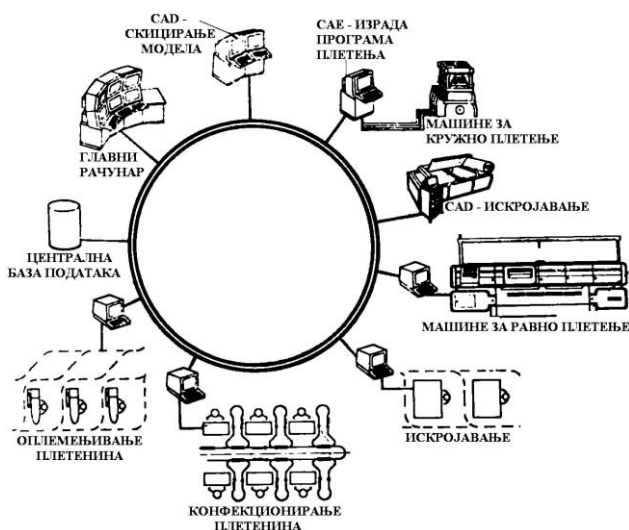 CAD -
СКИЦИРАЊЕ
МОДЕЛА
CAE - ИЗРАДА
ПРОГРАМА
ПЛЕТЕЊА
МАШИНЕ ЗА
КРУЖНО ПЛЕТЕЊЕ
ГЛАВНИ
РАЧУНАР
CAD - ИСКРОЈАВАЊЕ
ЦЕНТРАЛНА
БАЗА ПОДАТАКА
МАШИНЕ ЗА РАВНО ПЛЕТЕЊЕ
ОПЛЕМЕЊИВАЊЕ
ПЛЕТЕНИНА
ИСКРОЈАВАЊЕ
КОНФЕКЦИОНИРАЊЕ
ПЛЕТЕНИНА